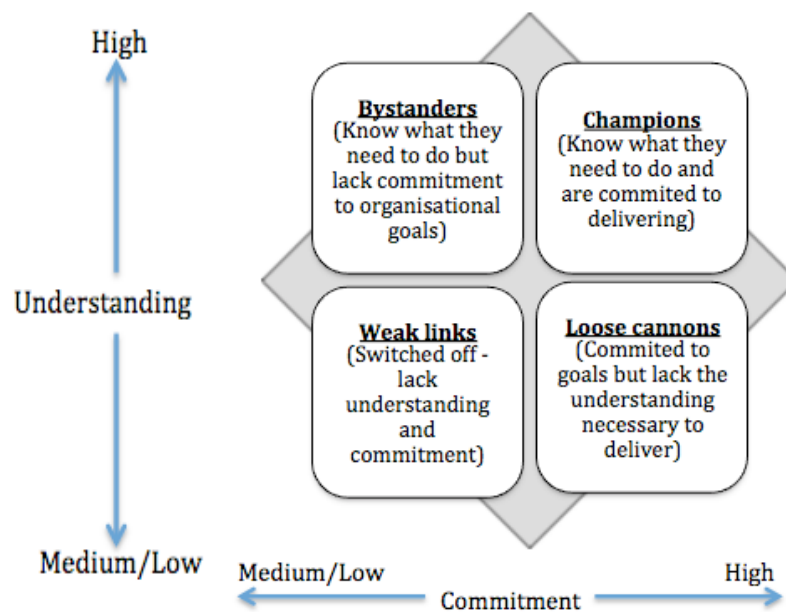 High
Bystanders
(Know what they
need to do but
lack commitment
to organisational
goals)
Champions
(Know what they
need to do and
are commited to
delivering)
Understanding
Weak links
(Switched off -
lack
understanding
and
commitment)
Loose cannons
(Commited to
goals but lack the
understanding
necessary to
deliver)
Medium/Low
Medium/Low
Commitment
High